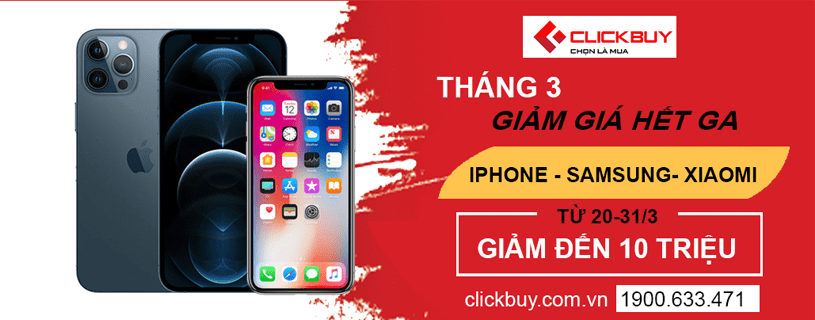 CLICKBUY
CHỌN LÀ MUA
THÁNG 3
GIẢM GIÁ HẾT GA
IPHONE - SAMSUNG- XIAOMI
TỪ 20-31/3
GIẢM ĐẾN 10 TRIỆU
clickbuy.com.vn 1900.633.471